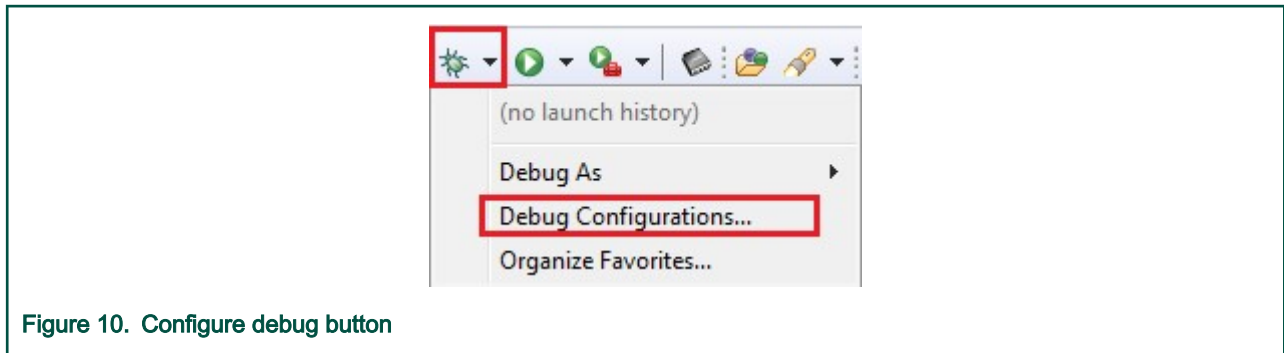 (no launch history)
Debug As
Debug Configurations...
Organize Favorites...
Figure 10. Configure debug button